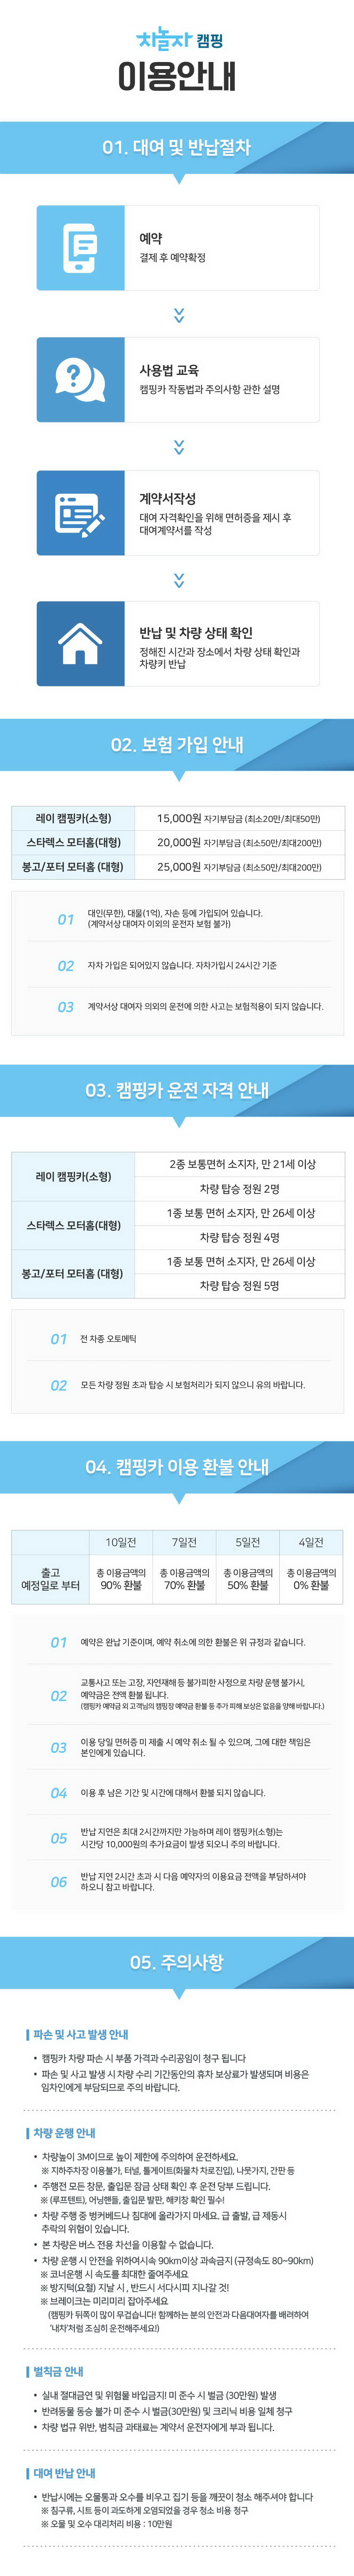 차놀자 캠핑
이용안내
01. 대여 및 반납절차
예약
결제 후 예약확정
사용법 교육
캠핑카 작동법과 주의사항 관한 설명
계약서작성
대여 자격확인을 위해 면허증을 제시 후
대여계약서를 작성
반납 및 차량 상태 확인
정해진 시간과 장소에서 차량 상태 확인과
차량키 반납
02. 보험 가입 안내
레이 캠핑카(소형)
15,000원 자기부담금 (최소20만/최대50만)
스타렉스 모터홈(대형)
20,000원 자기부담금 (최소50만/최대200만)
봉고/포터 모터홈 (대형)
25,000원 자기부담금 (최소50만/최대200만)
01
대인(무한), 대물(1억), 자손 등에 가입되어 있습니다.
(계약서상 대여자 이외의 운전자 보험 불가)
02
자차 가입은 되어있지 않습니다. 자차가입시 24시간 기준
03
계약서상 대여자 의외의 운전에 의한 사고는 보험적용이 되지 않습니다.
03. 캠핑카 운전 자격 안내
레이 캠핑카(소형)
2종 보통면허 소지자, 만 21세 이상
차량 탑승 정원 2명
스타렉스 모터홈(대형)
1종 보통 면허 소지자, 만 26세 이상
차량 탑승 정원 4명
봉고/포터 모터홈 (대형)
1종 보통 면허 소지자, 만 26세 이상
차량 탑승 정원 5명
01
전 차종 오토메틱
02
모든 차량 정원 초과 탑승 시 보험처리가 되지 않으니 유의 바랍니다.
04. 캠핑카 이용 환불 안내
10일전
7일전
5일전
4일전
출고
예정일로 부터
총 이용금액의
90% 환불
총 이용금액의
70% 환불
총 이용금액의
50% 환불
총 이용금액의
0% 환불
01
예약은 완납 기준이며, 예약 취소에 의한 환불은 위 규정과 같습니다.
02
교통사고 또는 고장, 자연재해 등 불가피한 사정으로 차량 운행 불가시,
예약금은 전액 환불 됩니다.
(캠핑카 예약금 외 고객님의 캠핑장 예약금 환불 등 추가 피해 보상은 없음을 양해 바랍니다.)
03
이용 당일 면허증 미 제출 시 예약 취소 될 수 있으며, 그에 대한 책임은
본인에게 있습니다.
04
이용 후 남은 기간 및 시간에 대해서 환불 되지 않습니다.
05
반납 지연은 최대 2시간까지만 가능하며 레이 캠핑카(소형)는
시간당 10,000원의 추가요금이 발생 되오니 주의 바랍니다.
06
반납 지연 2시간 초과 시 다음 예약자의 이용요금 전액을 부담하셔야
하오니 참고 바랍니다.
05. 주의사항
파손 및 사고 발생 안내
• 캠핑카 차량 파손 시 부품 가격과 수리공임이 청구 됩니다
• 파손 및 사고 발생 시 차량 수리 기간동안의 휴차 보상료가 발생되며 비용은
임차인에게 부담되므로 주의 바랍니다.
차량 운행 안내
• 차량높이 3M이므로 높이 제한에 주의하여 운전하세요.
※ 지하주차장 이용불가, 터널, 톨게이트(화물차 차로진입), 나뭇가지, 간판 등
• 주행전 모든 창문, 출입문 잠금 상태 확인 후 운전 당부 드립니다.
※ (루프텐트), 어닝핸들, 출입문 발판, 해키창 확인 필수!
• 차량 주행 중 벙커베드나 침대에 올라가지 마세요. 급 출발, 급 제동시
추락의 위험이 있습니다.
• 본 차량은 버스 전용 차선을 이용할 수 없습니다.
• 차량 운행 시 안전을 위하여시속 90km이상 과속금지 (규정속도 80~90km)
※ 코너운행 시 속도를 최대한 줄여주세요
※ 방지턱(요철) 지날 시 , 반드시 서다시피 지나갈 것!
※ 브레이크는 미리미리 잡아주세요
(캠핑카 뒤쪽이 많이 무겁습니다! 함께하는 분의 안전과 다음대여자를 배려하여
'내차'처럼 조심히 운전해주세요!)
벌칙금 안내
• 실내 절대금연 및 위험물 바입금지! 미 준수 시 벌금 (30만원) 발생
• 반려동물 동승 불가 미 준수 시 벌금(30만원) 및 크리닉 비용 일체 청구
• 차량 법규 위반, 범칙금 과태료는 계약서 운전자에게 부과 됩니다.
대여 반납 안내
• 반납시에는 오물통과 오수를 비우고 집기 등을 깨끗이 청소 해주셔야 합니다
※ 침구류, 시트 등이 과도하게 오염되었을 경우 청소 비용 청구
※ 오물 및 오수 대리처리 비용 : 10만원